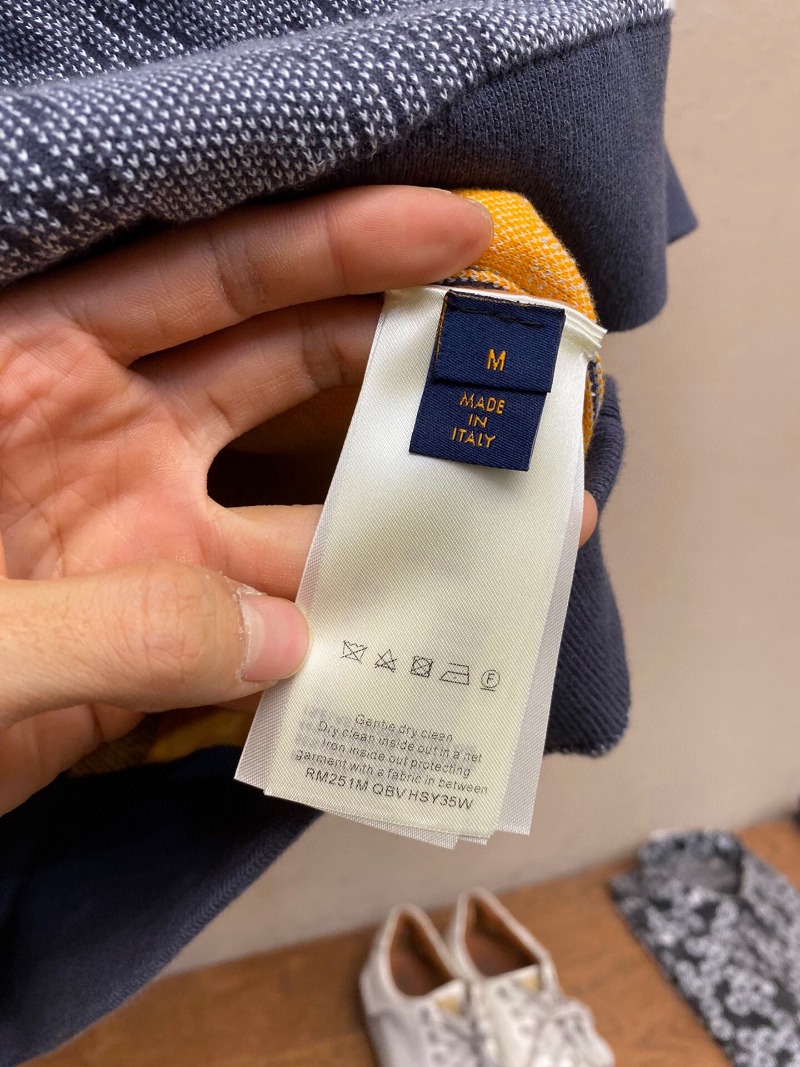 M
MADE
IN
ITALY
F
Gentle dry clean
Dry clean inside out in a net
Iron inside out protecting
garment with a fabric in between
RM251M QBV HSY35W